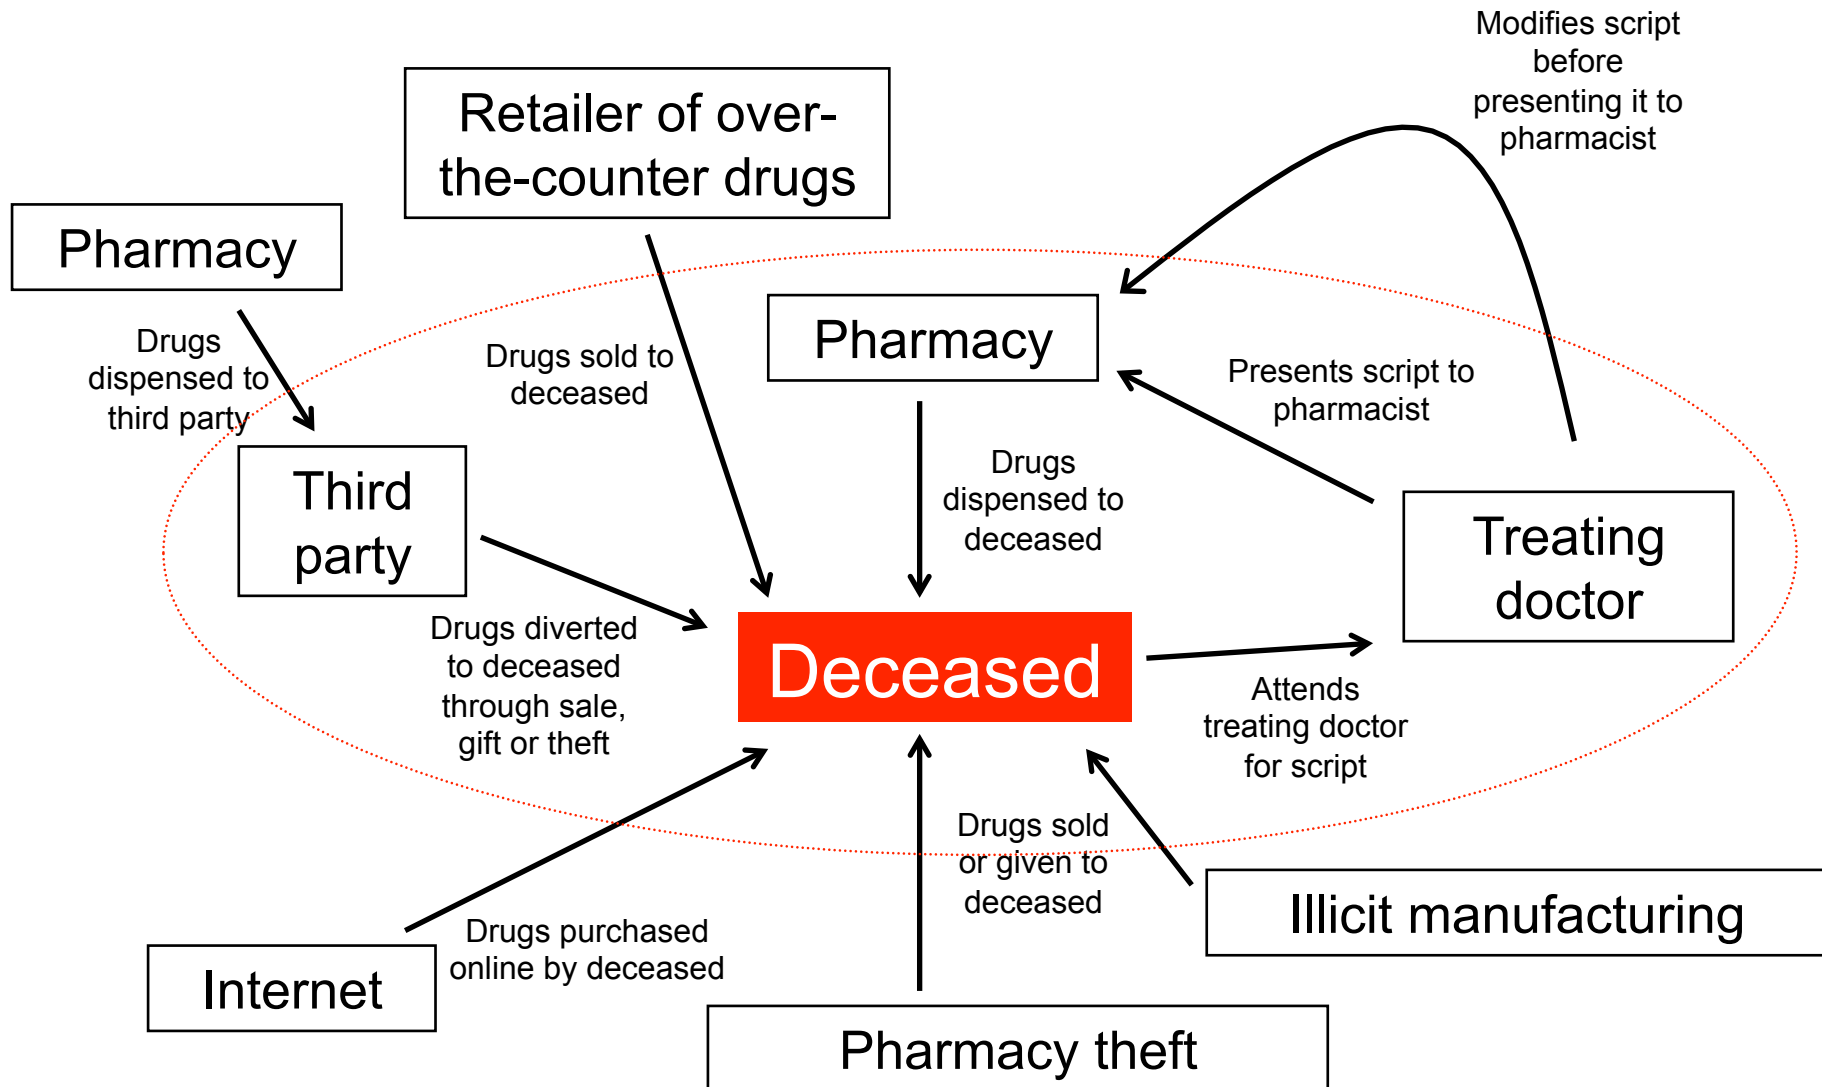 Modifies script
before
presenting it to
pharmacist
Retailer of over-
the-counter drugs
Pharmacy
Drugs
dispensed to
third party
Drugs sold to
deceased
Pharmacy
Presents script to
pharmacist
Third
party
Drugs
dispensed to
deceased
Treating
doctor
Drugs diverted
to deceased
through sale,
gift or theft
Deceased
Attends
treating doctor
for script
Drugs sold
or given to
deceased
Illicit manufacturing
Drugs purchased
online by deceased
Internet
Pharmacy theft